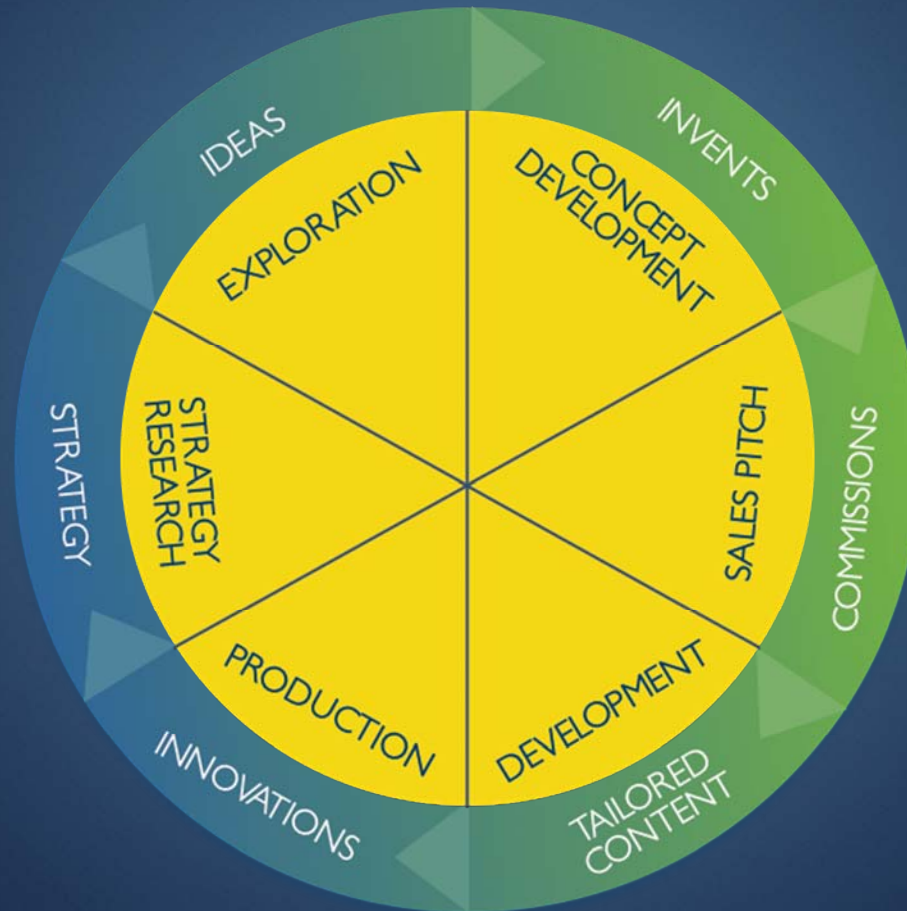 IDEAS
INVENTS
EXPLORATION
CONCEPT
DEVELOPMENT
STRATEGY
STRATEGY
RESEARCH
SALES PITCH
COMMISSIONS
PRODUCTION
DEVELOPMENT
INNOVATIONS
TAILORED
CONTENT